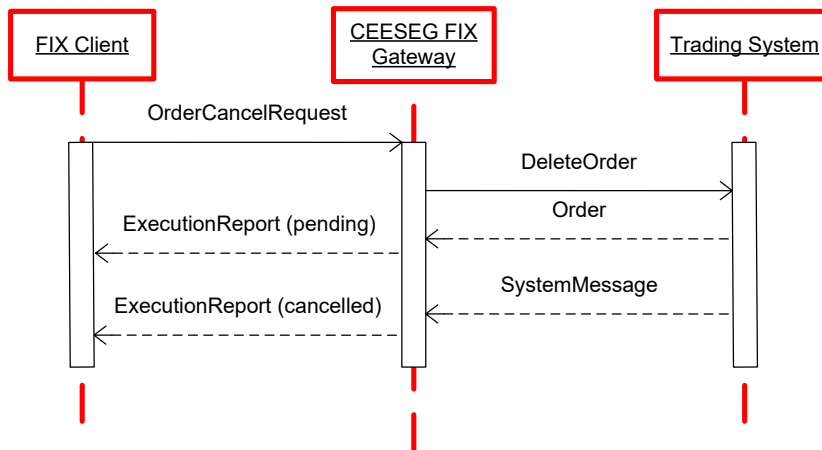 FIX Client
CEESEG FIX
Gateway
Trading System
OrderCancelRequest
DeleteOrder
Order
ExecutionReport (pending)
SystemMessage
ExecutionReport (cancelled)